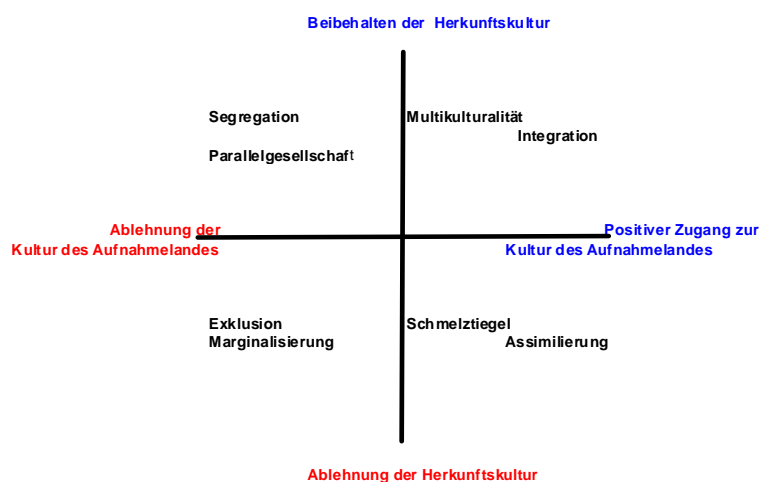 Beibehalten der Herkunftskultur
Segregation
Multikulturalität
Integration
Parallelgesellschaft
Ablehnung der
Kultur des Aufnahmelandes
Positiver Zugang zur
Kultur des Aufnahmelandes
Exklusion
Marginalisierung
Schmelztiegel
Assimilierung
Ablehnung der Herkunftskultur